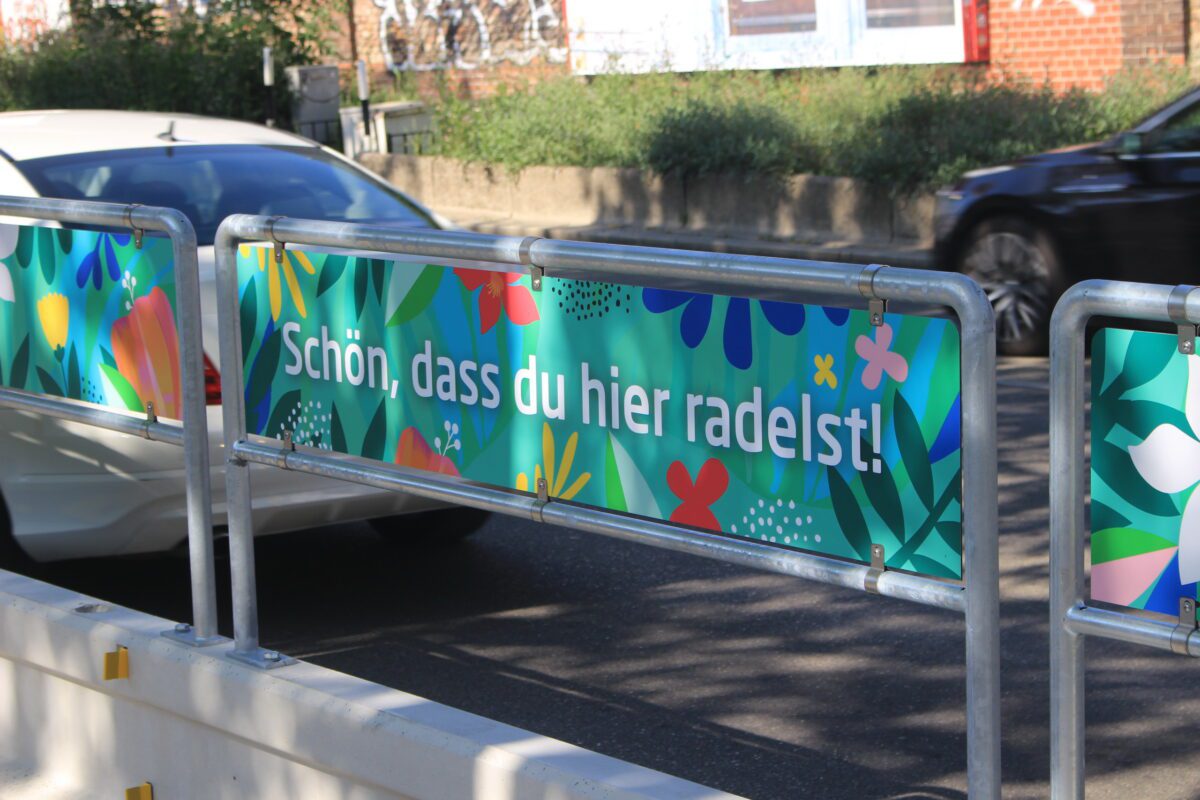 Schön, dass du hier radelst!